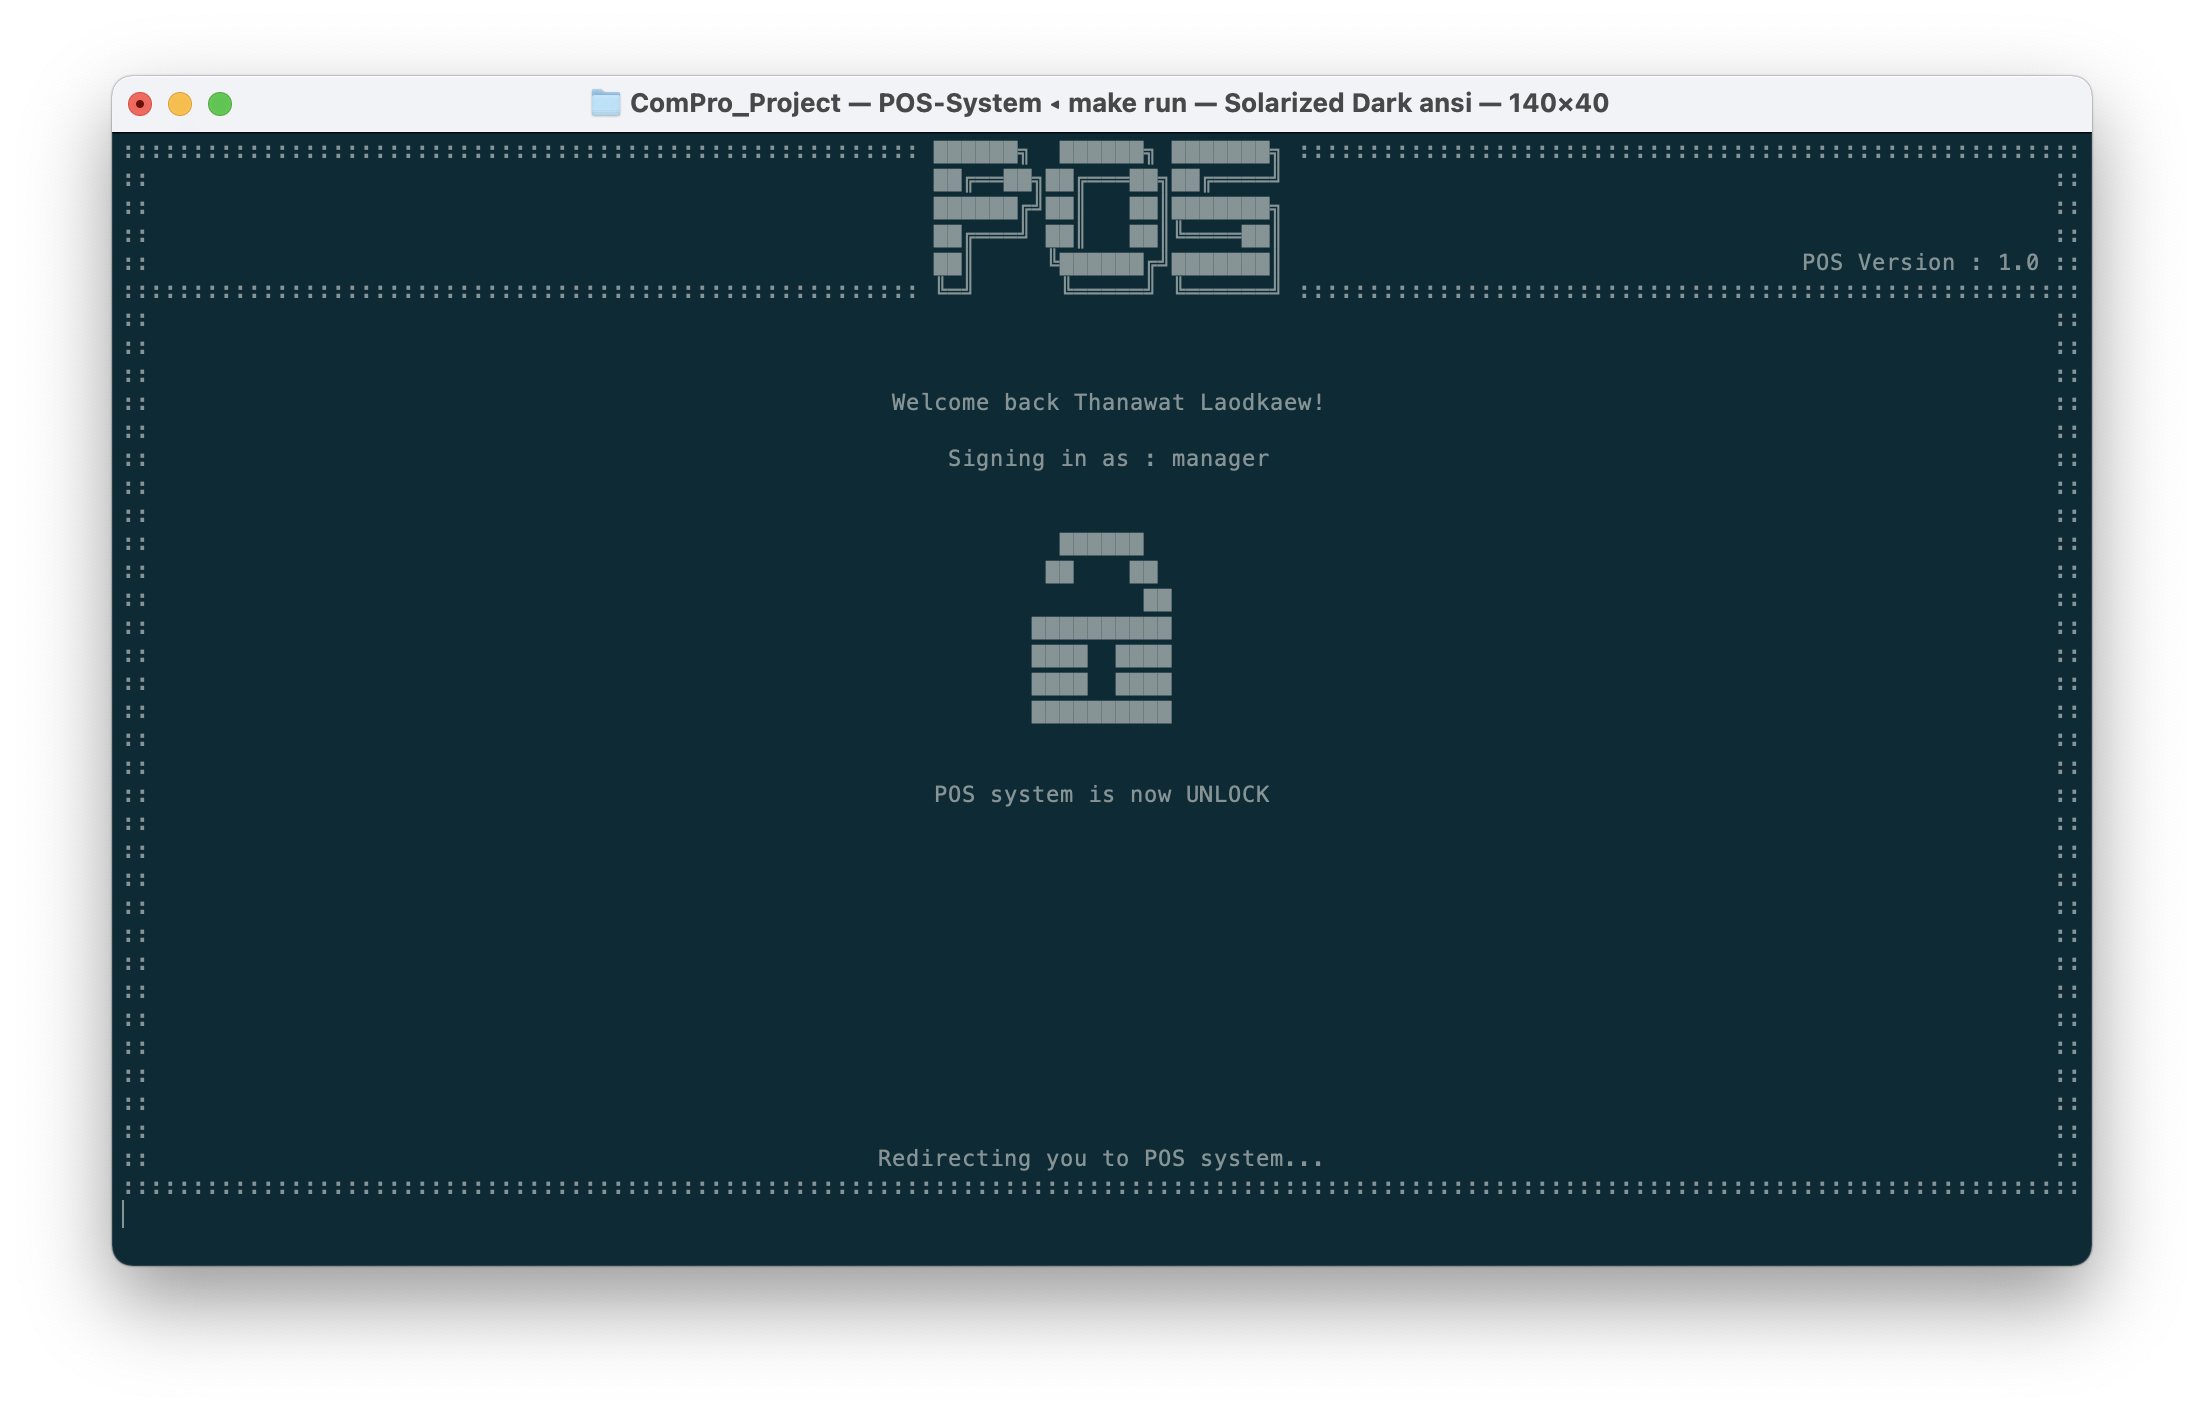 ComPro_Project — POS-System ◂ make run — Solarized Dark ansi — 140×40
POS
POS Version : 1.0
Welcome back Thanawat Laodkaew!
Signing in as : manager
POS system is now UNLOCK
Redirecting you to POS system...